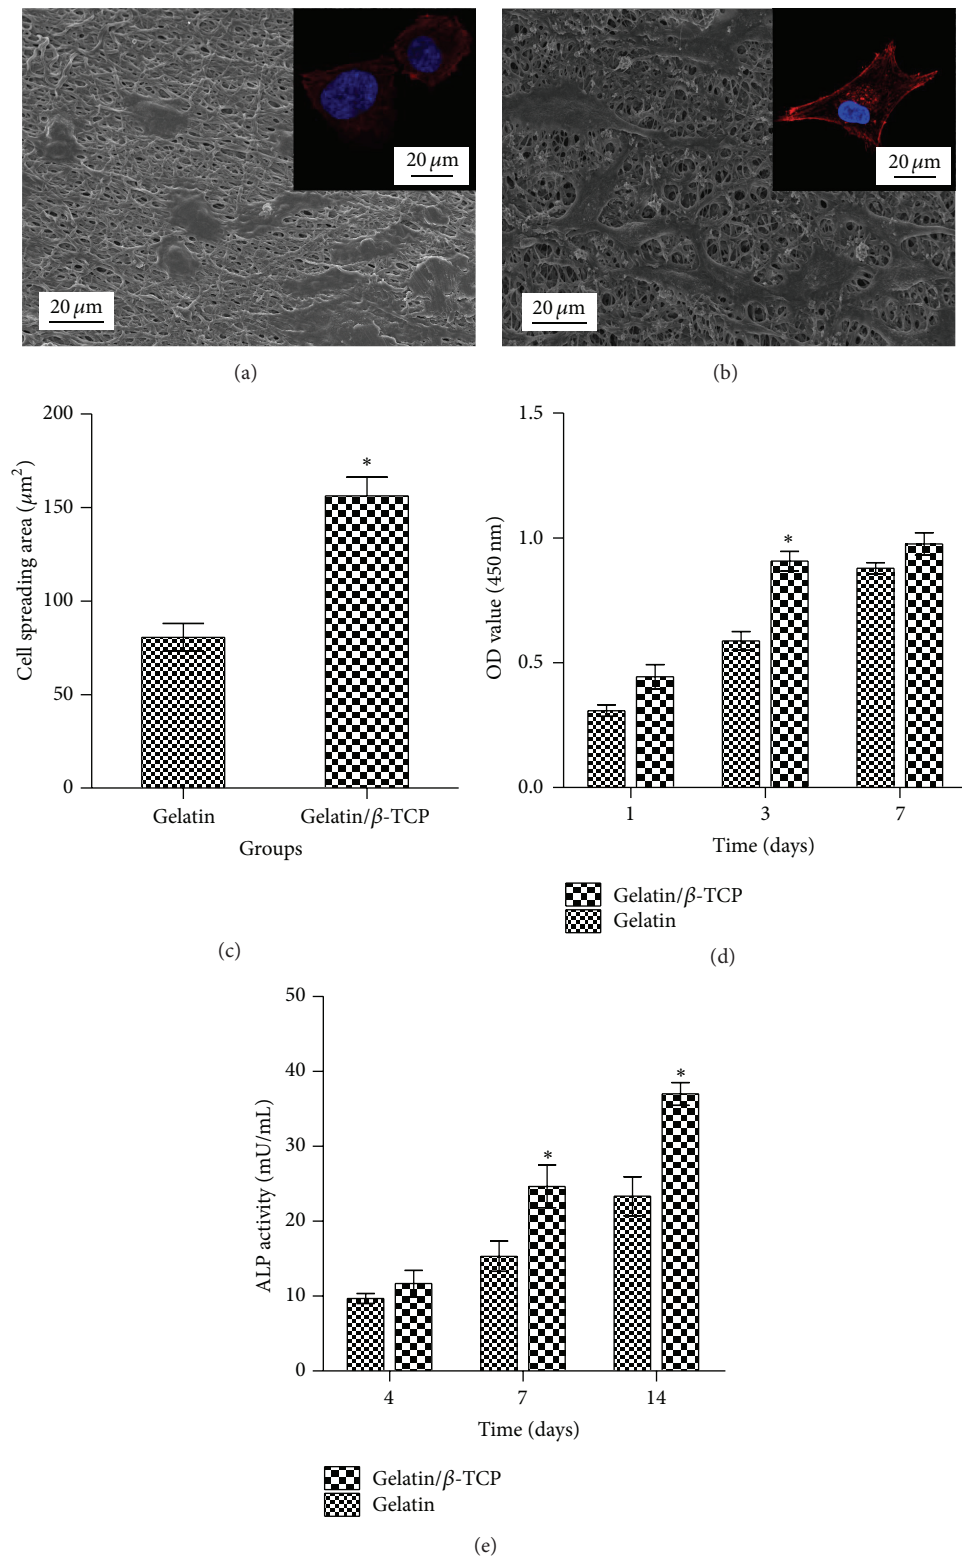 20 μm
20 μm
20 μm
20 μm
(a)
(b)
Cell spreading area (μm²)
200
150
100
50
0
*
Gelatin
Gelatin/β-TCP
Groups
(c)
OD value (450 nm)
1.5
1.0
0.5
0.0
*
1
3
7
Time (days)
Gelatin/β-TCP
Gelatin
(d)
ALP activity (mU/mL)
50
40
30
20
10
0
*
*
4
7
14
Time (days)
Gelatin/β-TCP
Gelatin
(e)